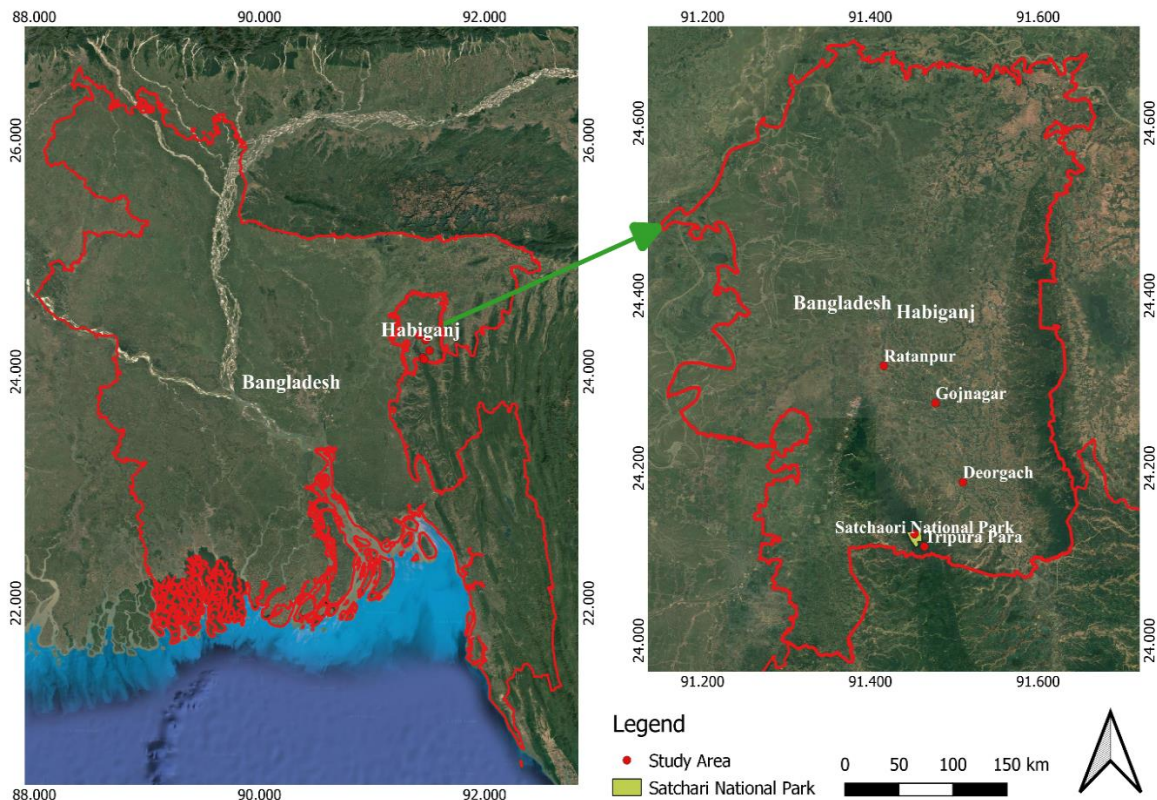 88.000 90.000 92.000
91.200 91.400 91.600
26.000
24.000
22.000
Habiganj
Bangladesh
26.000
24.000
22.000
88.000 90.000 92.000
24.600
24.400
24.200
24.000
Bangladesh Habiganj
Ratanpur
Gojnagar
Deorgach
Satchaori National Park
Tripura Para
24.600
24.400
24.200
24.000
91.200 91.400 91.600
Legend
Study Area
Satchari National Park
0 50 100 150 km